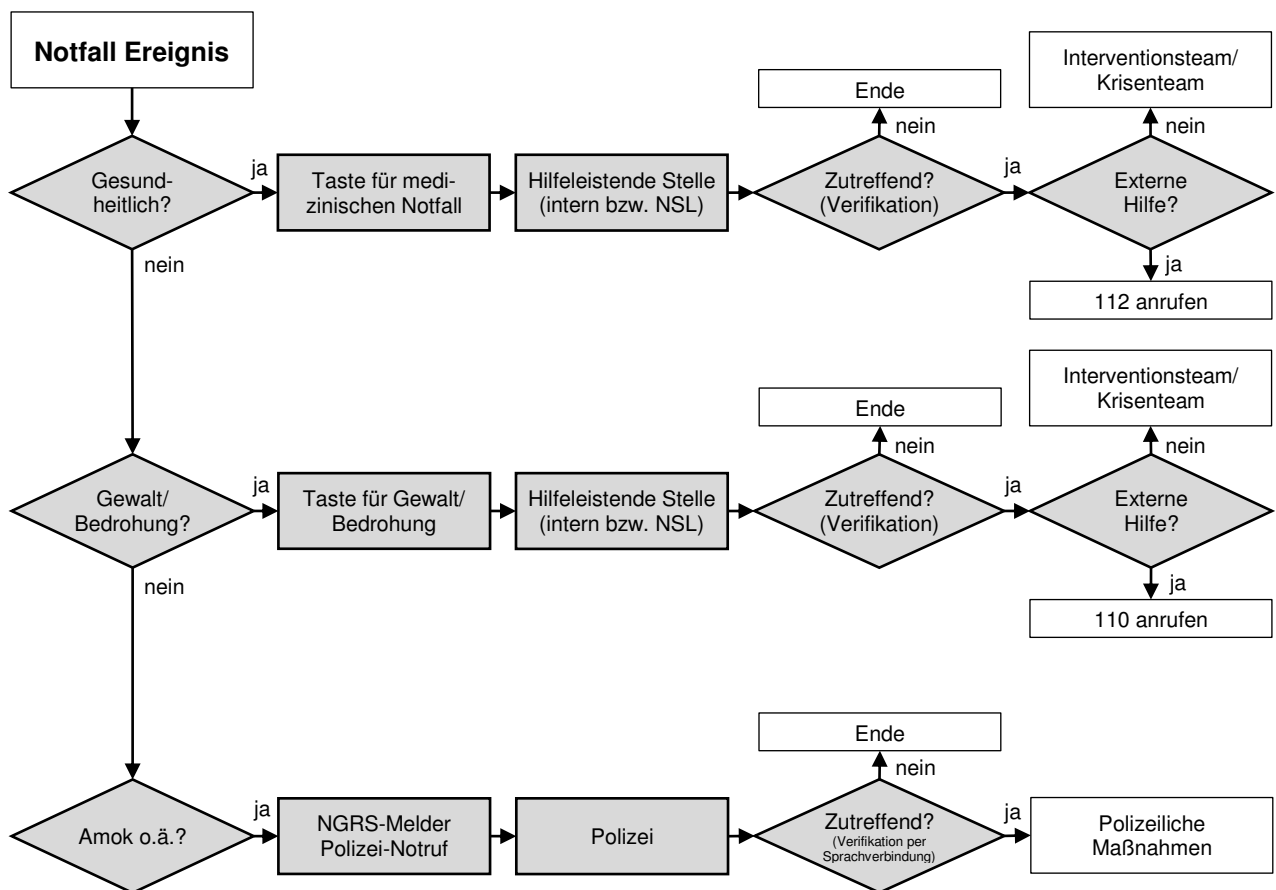 Notfall Ereignis
Gesund-
heitlich?
ja
Taste für medi-
zinischen Notfall
Hilfeleistende Stelle
(intern bzw. NSL)
Ende
nein
Zutreffend?
(Verifikation)
ja
Interventionsteam/
Krisenteam
nein
Externe
Hilfe?
ja
112 anrufen
nein
Gewalt/
Bedrohung?
ja
Taste für Gewalt/
Bedrohung
Hilfeleistende Stelle
(intern bzw. NSL)
Ende
nein
Zutreffend?
(Verifikation)
ja
Interventionsteam/
Krisenteam
nein
Externe
Hilfe?
ja
110 anrufen
nein
Amok o.ä.?
ja
NGRS-Melder
Polizei-Notruf
Polizei
Ende
nein
Zutreffend?
(Verifikation per
Sprachverbindung)
ja
Polizeiliche
Maßnahmen